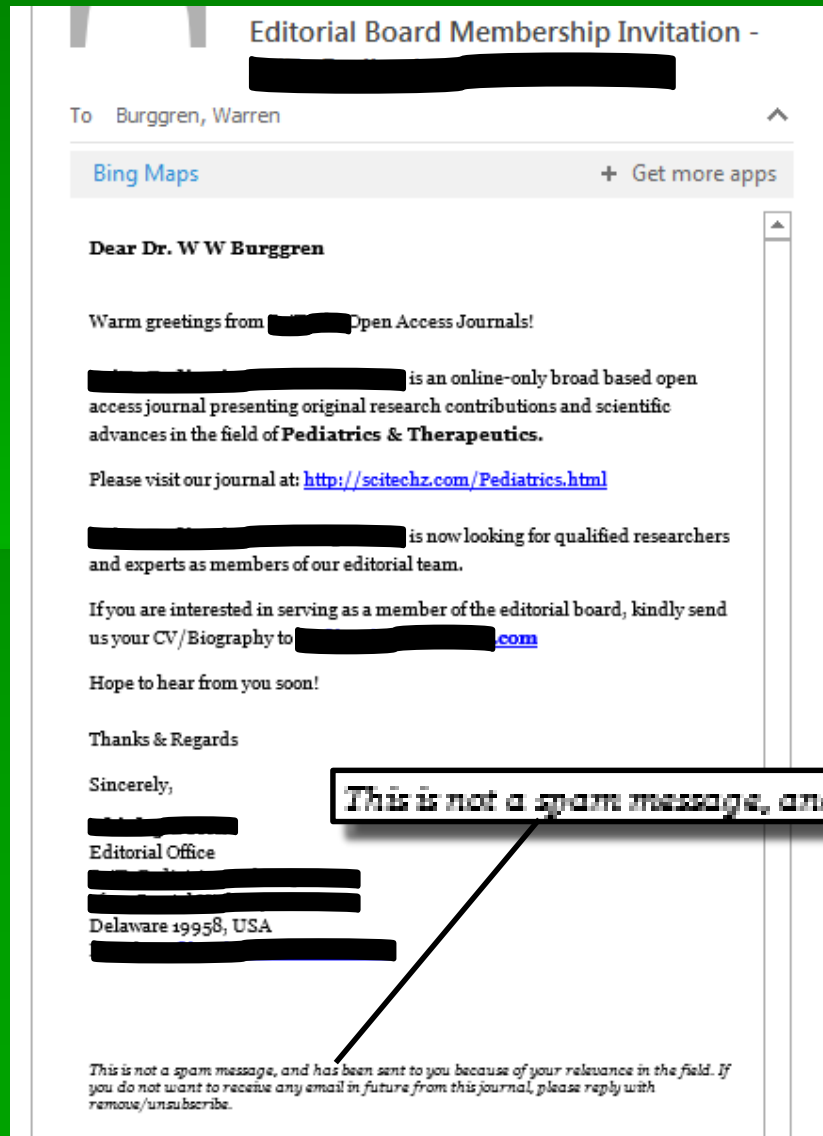 Editorial Board Membership Invitation -
To Burggren, Warren
Bing Maps + Get more apps
Dear Dr. W W Burggren
Warm greetings from Open Access Journals!
is an online-only broad based open
access journal presenting original research contributions and scientific
advances in the field of Pediatrics & Therapeutics.
Please visit our journal at: http://scitechz.com/Pediatrics.html
is now looking for qualified researchers
and experts as members of our editorial team.
If you are interested in serving as a member of the editorial board, kindly send
us your CV/Biography to .com
Hope to hear from you soon!
Thanks & Regards
Sincerely,
This is not a spam message, an
Editorial Office
Delaware 19958, USA
This is not a spam message, and has been sent to you because of your relevance in the field. If
you do not want to receive any email in future from this journal, please reply with
remove/unsubscribe.